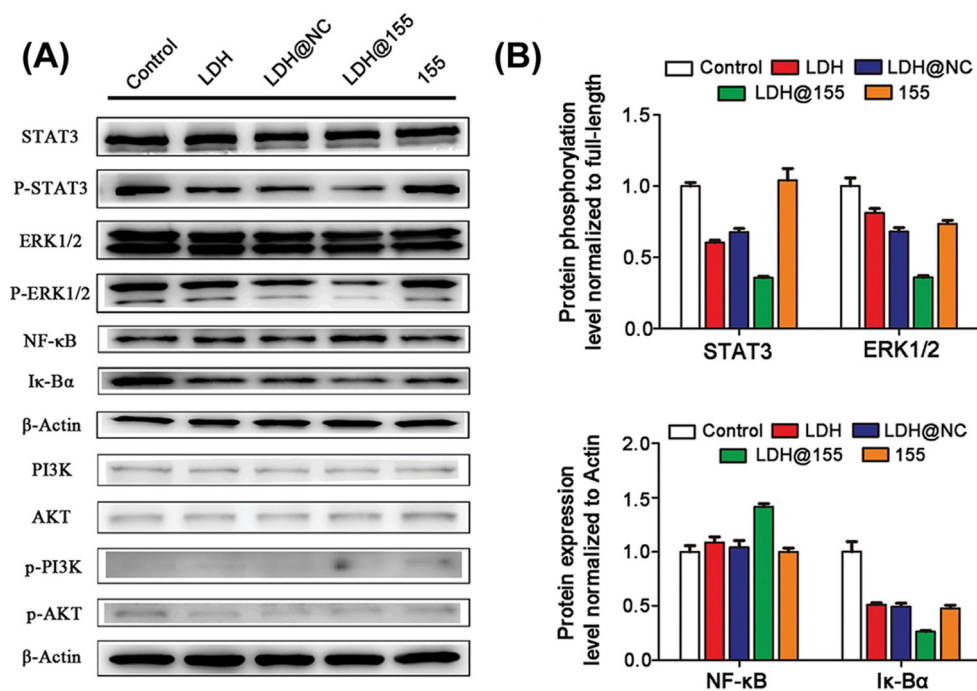 (A)
Control LDH LDH@NC LDH@155 155
STAT3
P-STAT3
ERK1/2
P-ERK1/2
NF-κB
Iκ-Bα
β-Actin
PI3K
AKT
p-PI3K
p-AKT
β-Actin
(B)
Control LDH LDH@NC
LDH@155 155
Protein phosphorylation
level normalized to full-length
1.5
1.0
0.5
0.0
STAT3 ERK1/2
Control LDH LDH@NC
LDH@155 155
Protein expression
level normalized to Actin
2.0
1.5
1.0
0.5
0.0
NF-κB Iκ-Bα